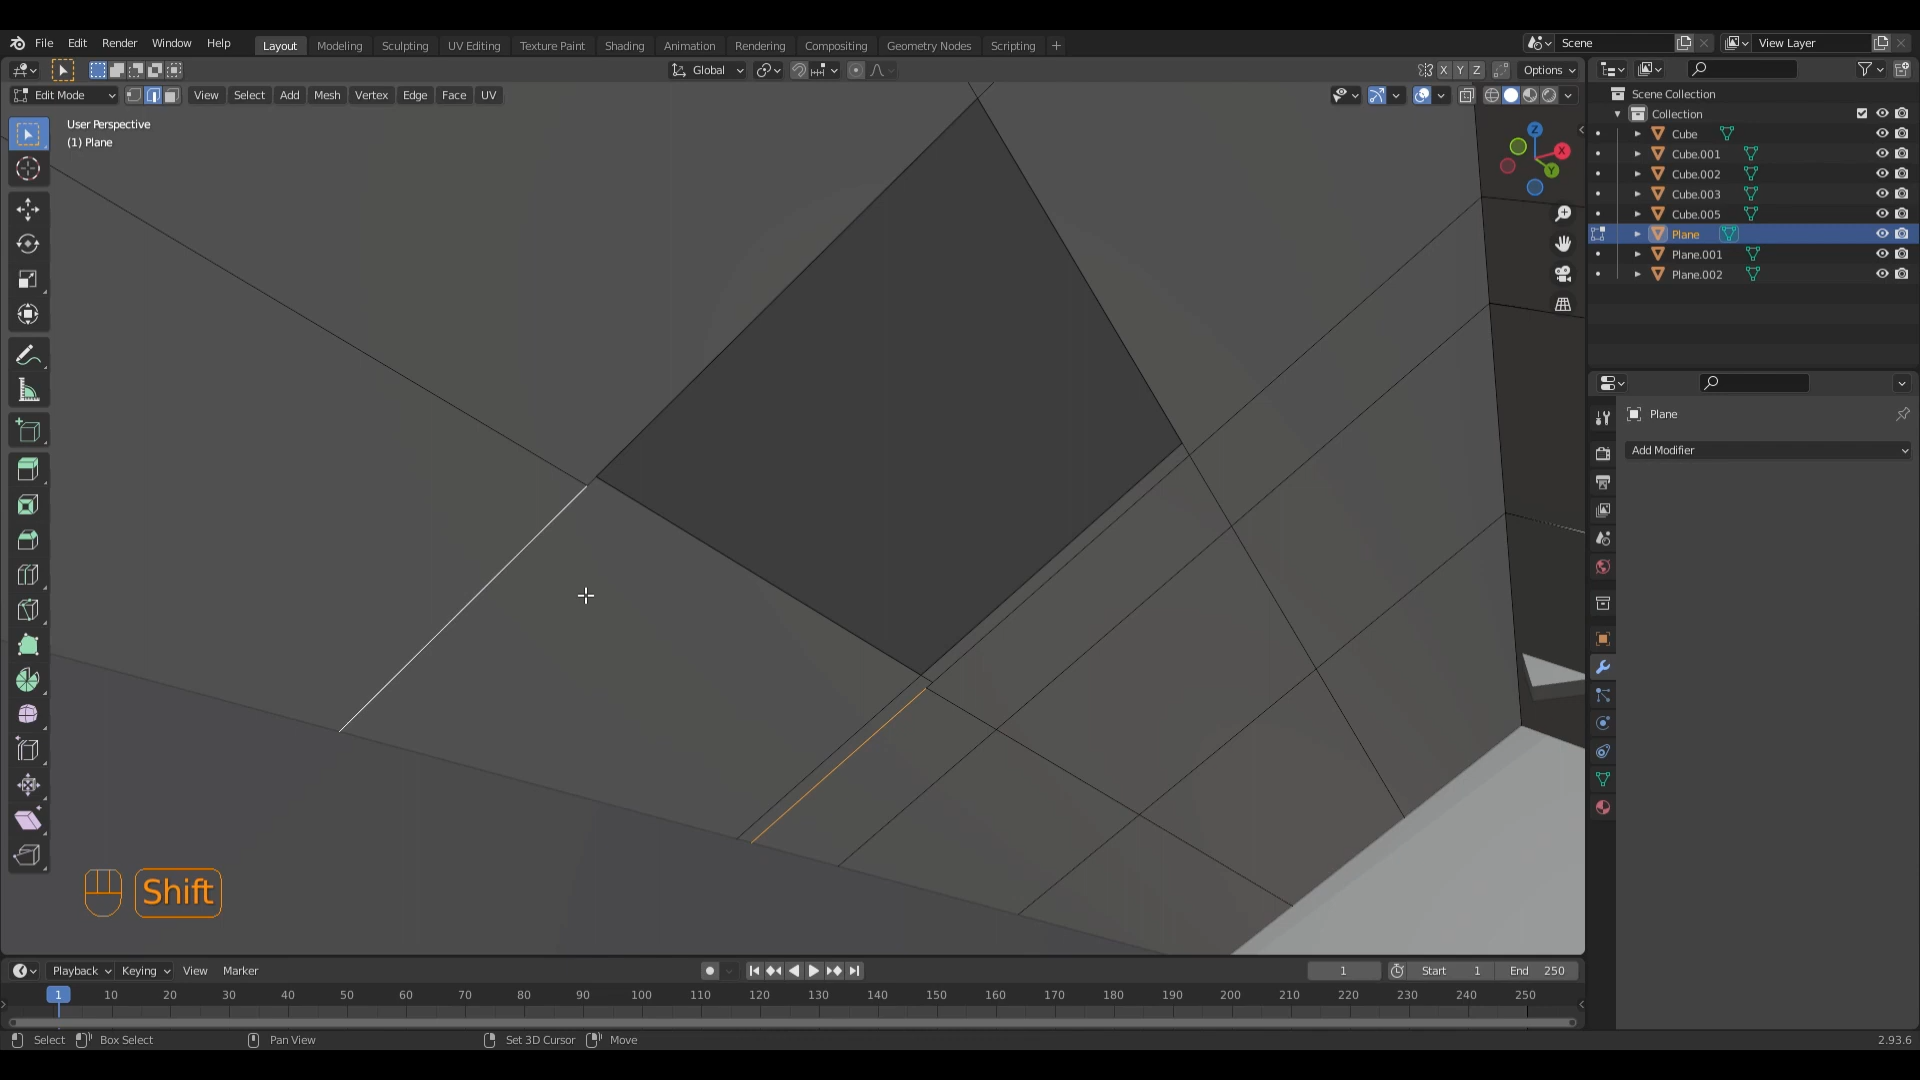 File Edit Render Window Help Layout Modeling Sculpting UV Editing Texture Paint Shading Animation Rendering Compositing Geometry Nodes Scripting + Scene View Layer
Global X Y Z Options
Edit Mode View Select Add Mesh Vertex Edge Face UV
User Perspective
(1) Plane
Z
X
Y
Scene Collection
Collection
Cube
Cube.001
Cube.002
Cube.003
Cube.005
Plane
Plane.001
Plane.002
Plane
Add Modifier
Shift
Playback Keying View Marker 1 Start 1 End 250
1 10 20 30 40 50 60 70 80 90 100 110 120 130 140 150 160 170 180 190 200 210 220 230 240 250
Select Box Select Pan View Set 3D Cursor Move 2.93.6